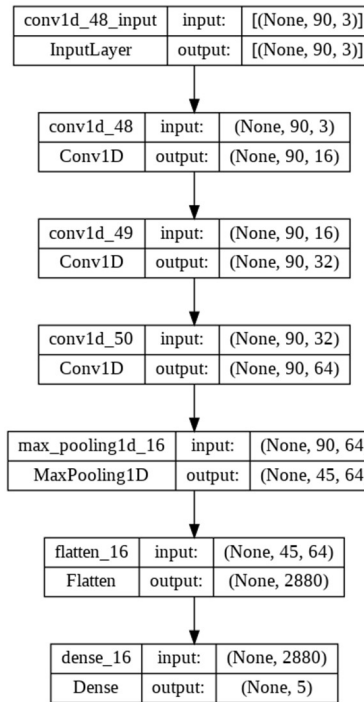 conv1d_48_input input: [(None, 90, 3)]
InputLayer output: [(None, 90, 3)]
conv1d_48 input: (None, 90, 3)
Conv1D output: (None, 90, 16)
conv1d_49 input: (None, 90, 16)
Conv1D output: (None, 90, 32)
conv1d_50 input: (None, 90, 32)
Conv1D output: (None, 90, 64)
max_pooling1d_16 input: (None, 90, 64
MaxPooling1D output: (None, 45, 64
flatten_16 input: (None, 45, 64)
Flatten output: (None, 2880)
dense_16 input: (None, 2880)
Dense output: (None, 5)